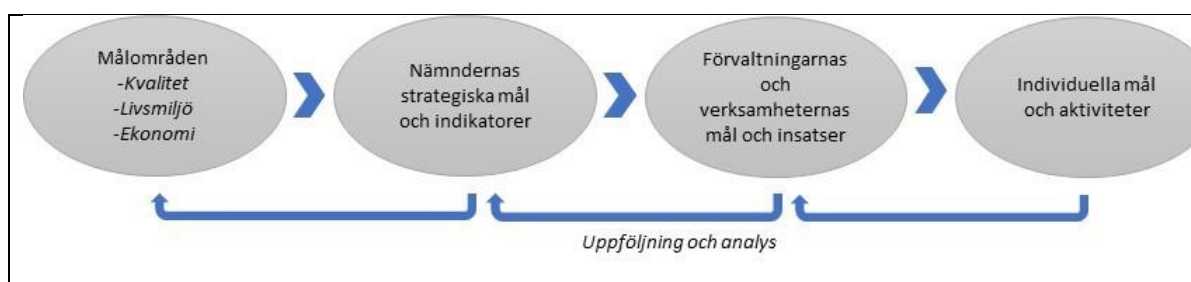 Målområden
-Kvalitet
-Livsmiljö
-Ekonomi
Nämndernas
strategiska mål
och indikatorer
Förvaltningarnas
och
verksamheternas
mål och insatser
Individuella mål
och aktiviteter
Uppföljning och analys